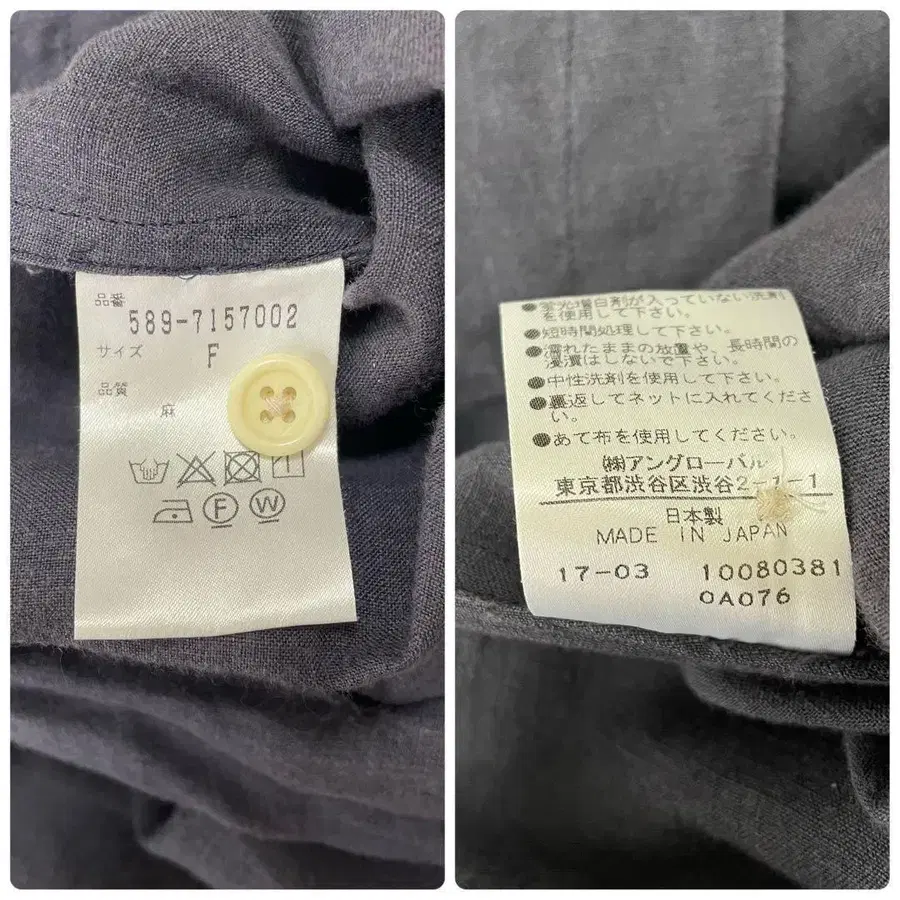 品番
589-7157002
サイズ
F
品質
麻
F W
●蛍光増白剤が入っていない洗剤
を使用して下さい。
●短時間処理して下さい。
●濡れたままの放置や、長時間の
浸漬はしないで下さい。
●中性洗剤を使用して下さい。
●裏返してネットに入れてくださ
い。
●あて布を使用してください。
㈱アングローバル
東京都渋谷区渋谷2-1-1
日本製
MADE IN JAPAN
17-03 10080381
0A076